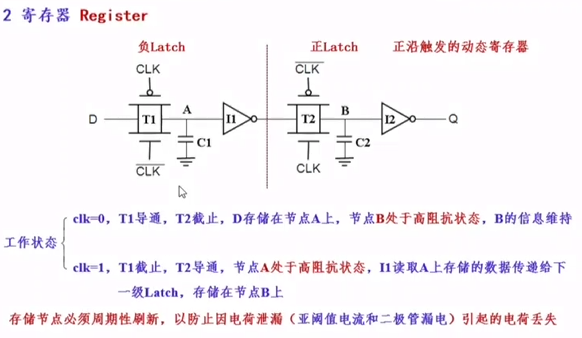 2 寄存器 Register
负Latch
正Latch
正沿触发的动态寄存器
CLK
C̅L̅K̅
D
T1
A
I1
T2
B
I2
Q
C1
C2
C̅L̅K̅
CLK
clk=0，T1导通，T2截止，D存储在节点A上，节点B处于高阻抗状态，B的信息维持
工作状态
clk=1，T1截止，T2导通，节点A处于高阻抗状态，I1读取A上存储的数据传递给下
一级Latch，存储在节点B上
存储节点必须周期性刷新，以防止因电荷泄漏（亚阈值电流和二极管漏电）引起的电荷丢失